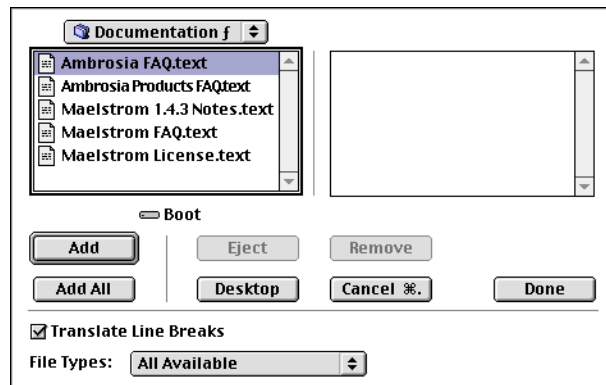 Documentation ƒ
Ambrosia FAQ.text
Ambrosia Products FAQ.text
Maelstrom 1.4.3 Notes.text
Maelstrom FAQ.text
Maelstrom License.text
Boot
Add
Eject
Remove
Add All
Desktop
Cancel ⌘.
Done
Translate Line Breaks
File Types: All Available